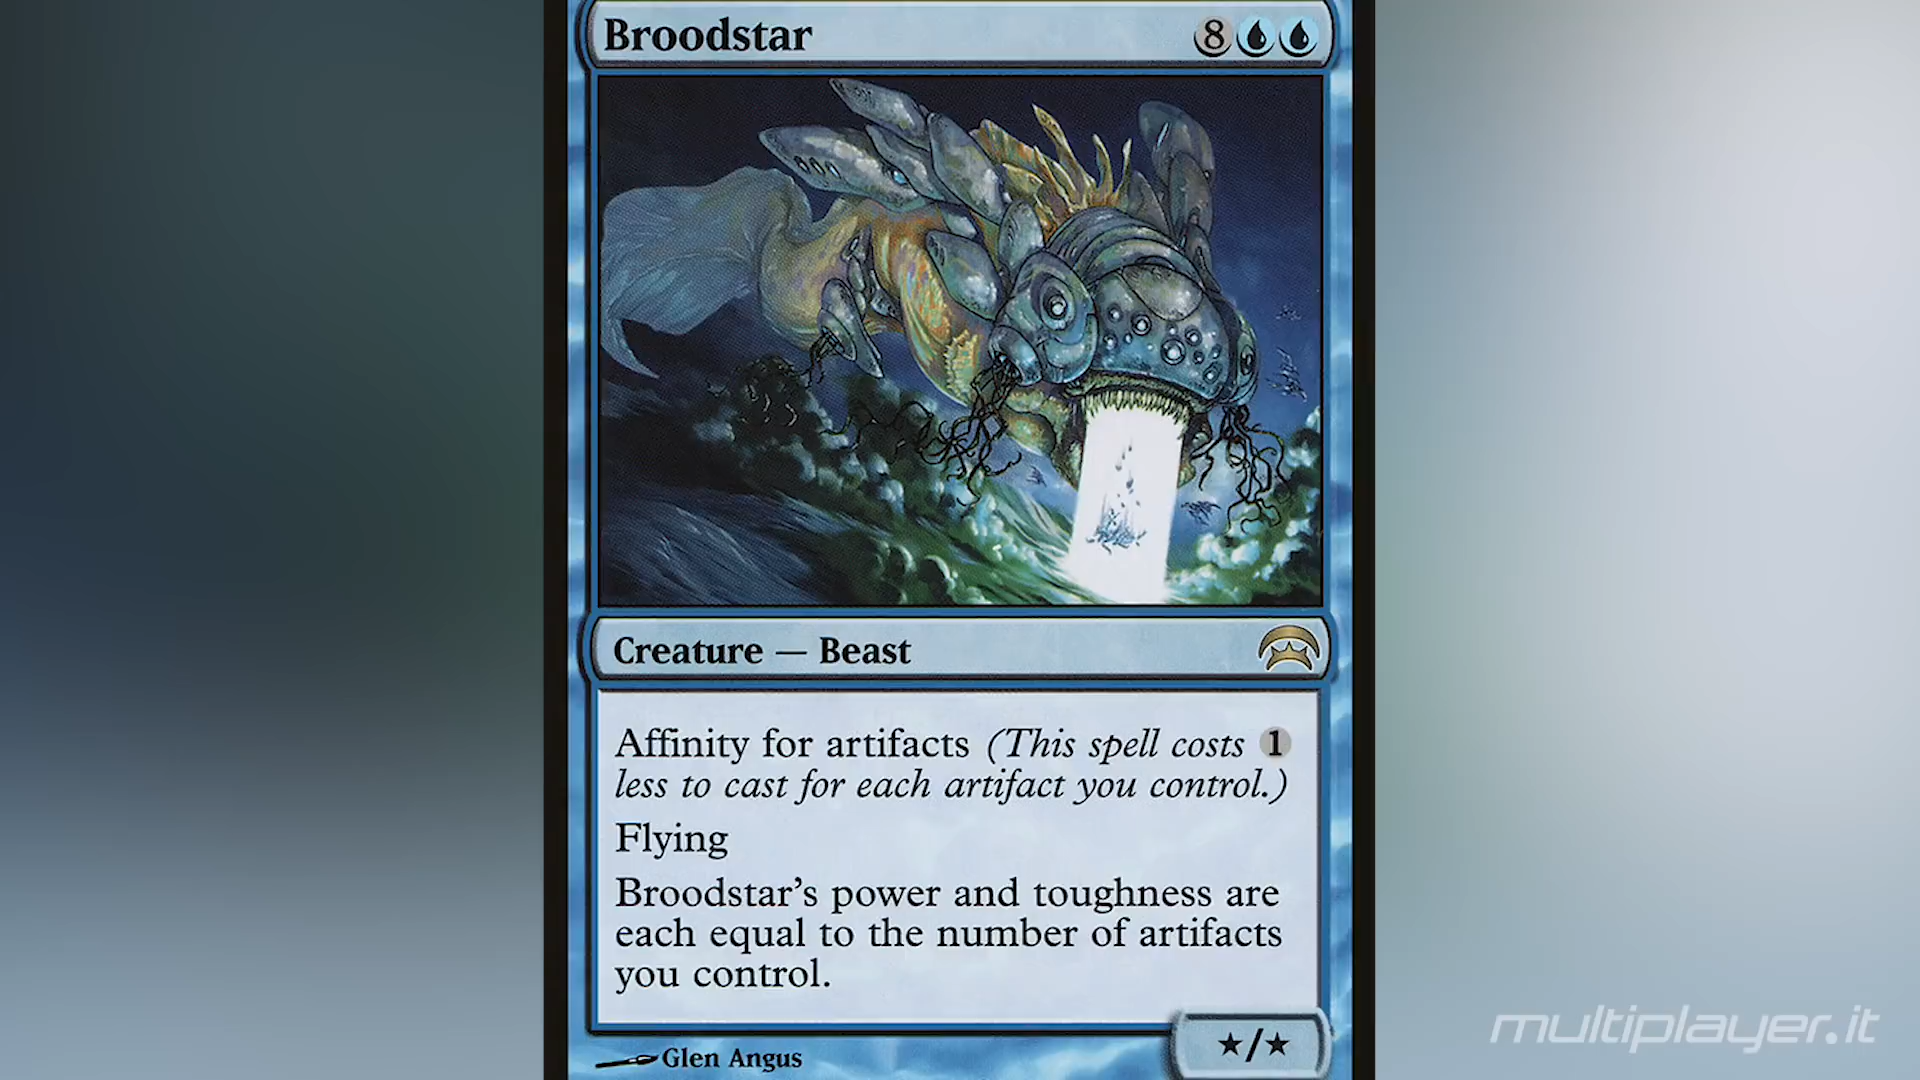 Broodstar
8
Creature — Beast
Affinity for artifacts (This spell costs 1
less to cast for each artifact you control.)
Flying
Broodstar's power and toughness are
each equal to the number of artifacts
you control.
★/★
Glen Angus
multiplayer.it